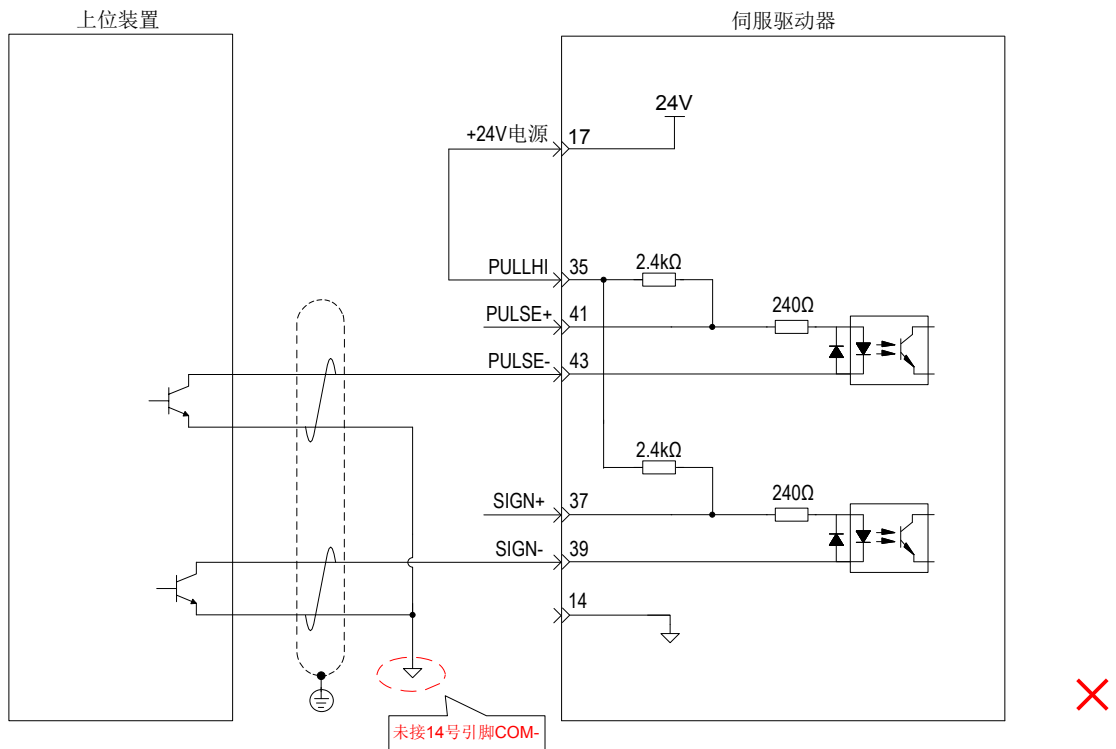 上位装置
伺服驱动器
24V
+24V电源
17
PULLHI
35
2.4kΩ
PULSE+
41
240Ω
PULSE-
43
2.4kΩ
SIGN+
37
240Ω
SIGN-
39
14
未接14号引脚COM-